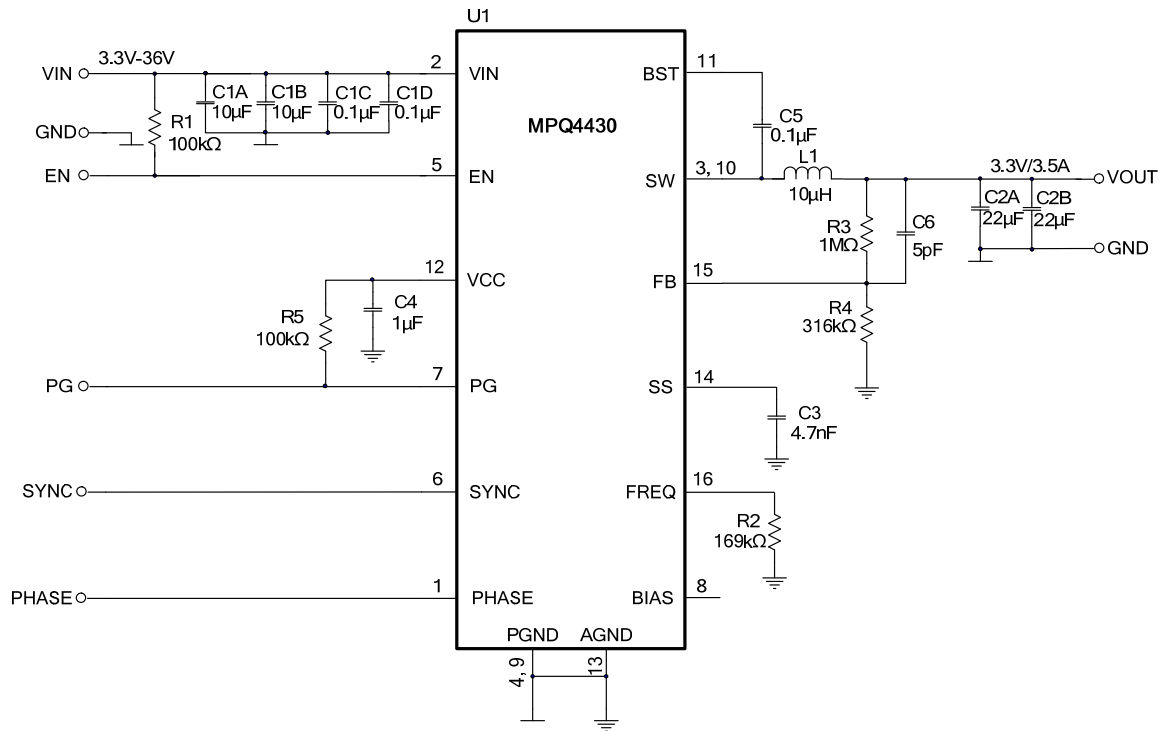 U1
VIN
3.3V-36V
2
VIN
C1A
10µF
C1B
10µF
C1C
0.1µF
C1D
0.1µF
GND
R1
100kΩ
EN
5
EN
12
VCC
R5
100kΩ
C4
1µF
PG
7
PG
SYNC
6
SYNC
PHASE
1
PHASE
MPQ4430
BST
11
C5
0.1µF
SW
3, 10
L1
10µH
3.3V/3.5A
VOUT
C2A
22µF
C2B
22µF
GND
R3
1MΩ
C6
5pF
FB
15
R4
316kΩ
SS
14
C3
4.7nF
FREQ
16
R2
169kΩ
BIAS
8
PGND
AGND
4, 9
13